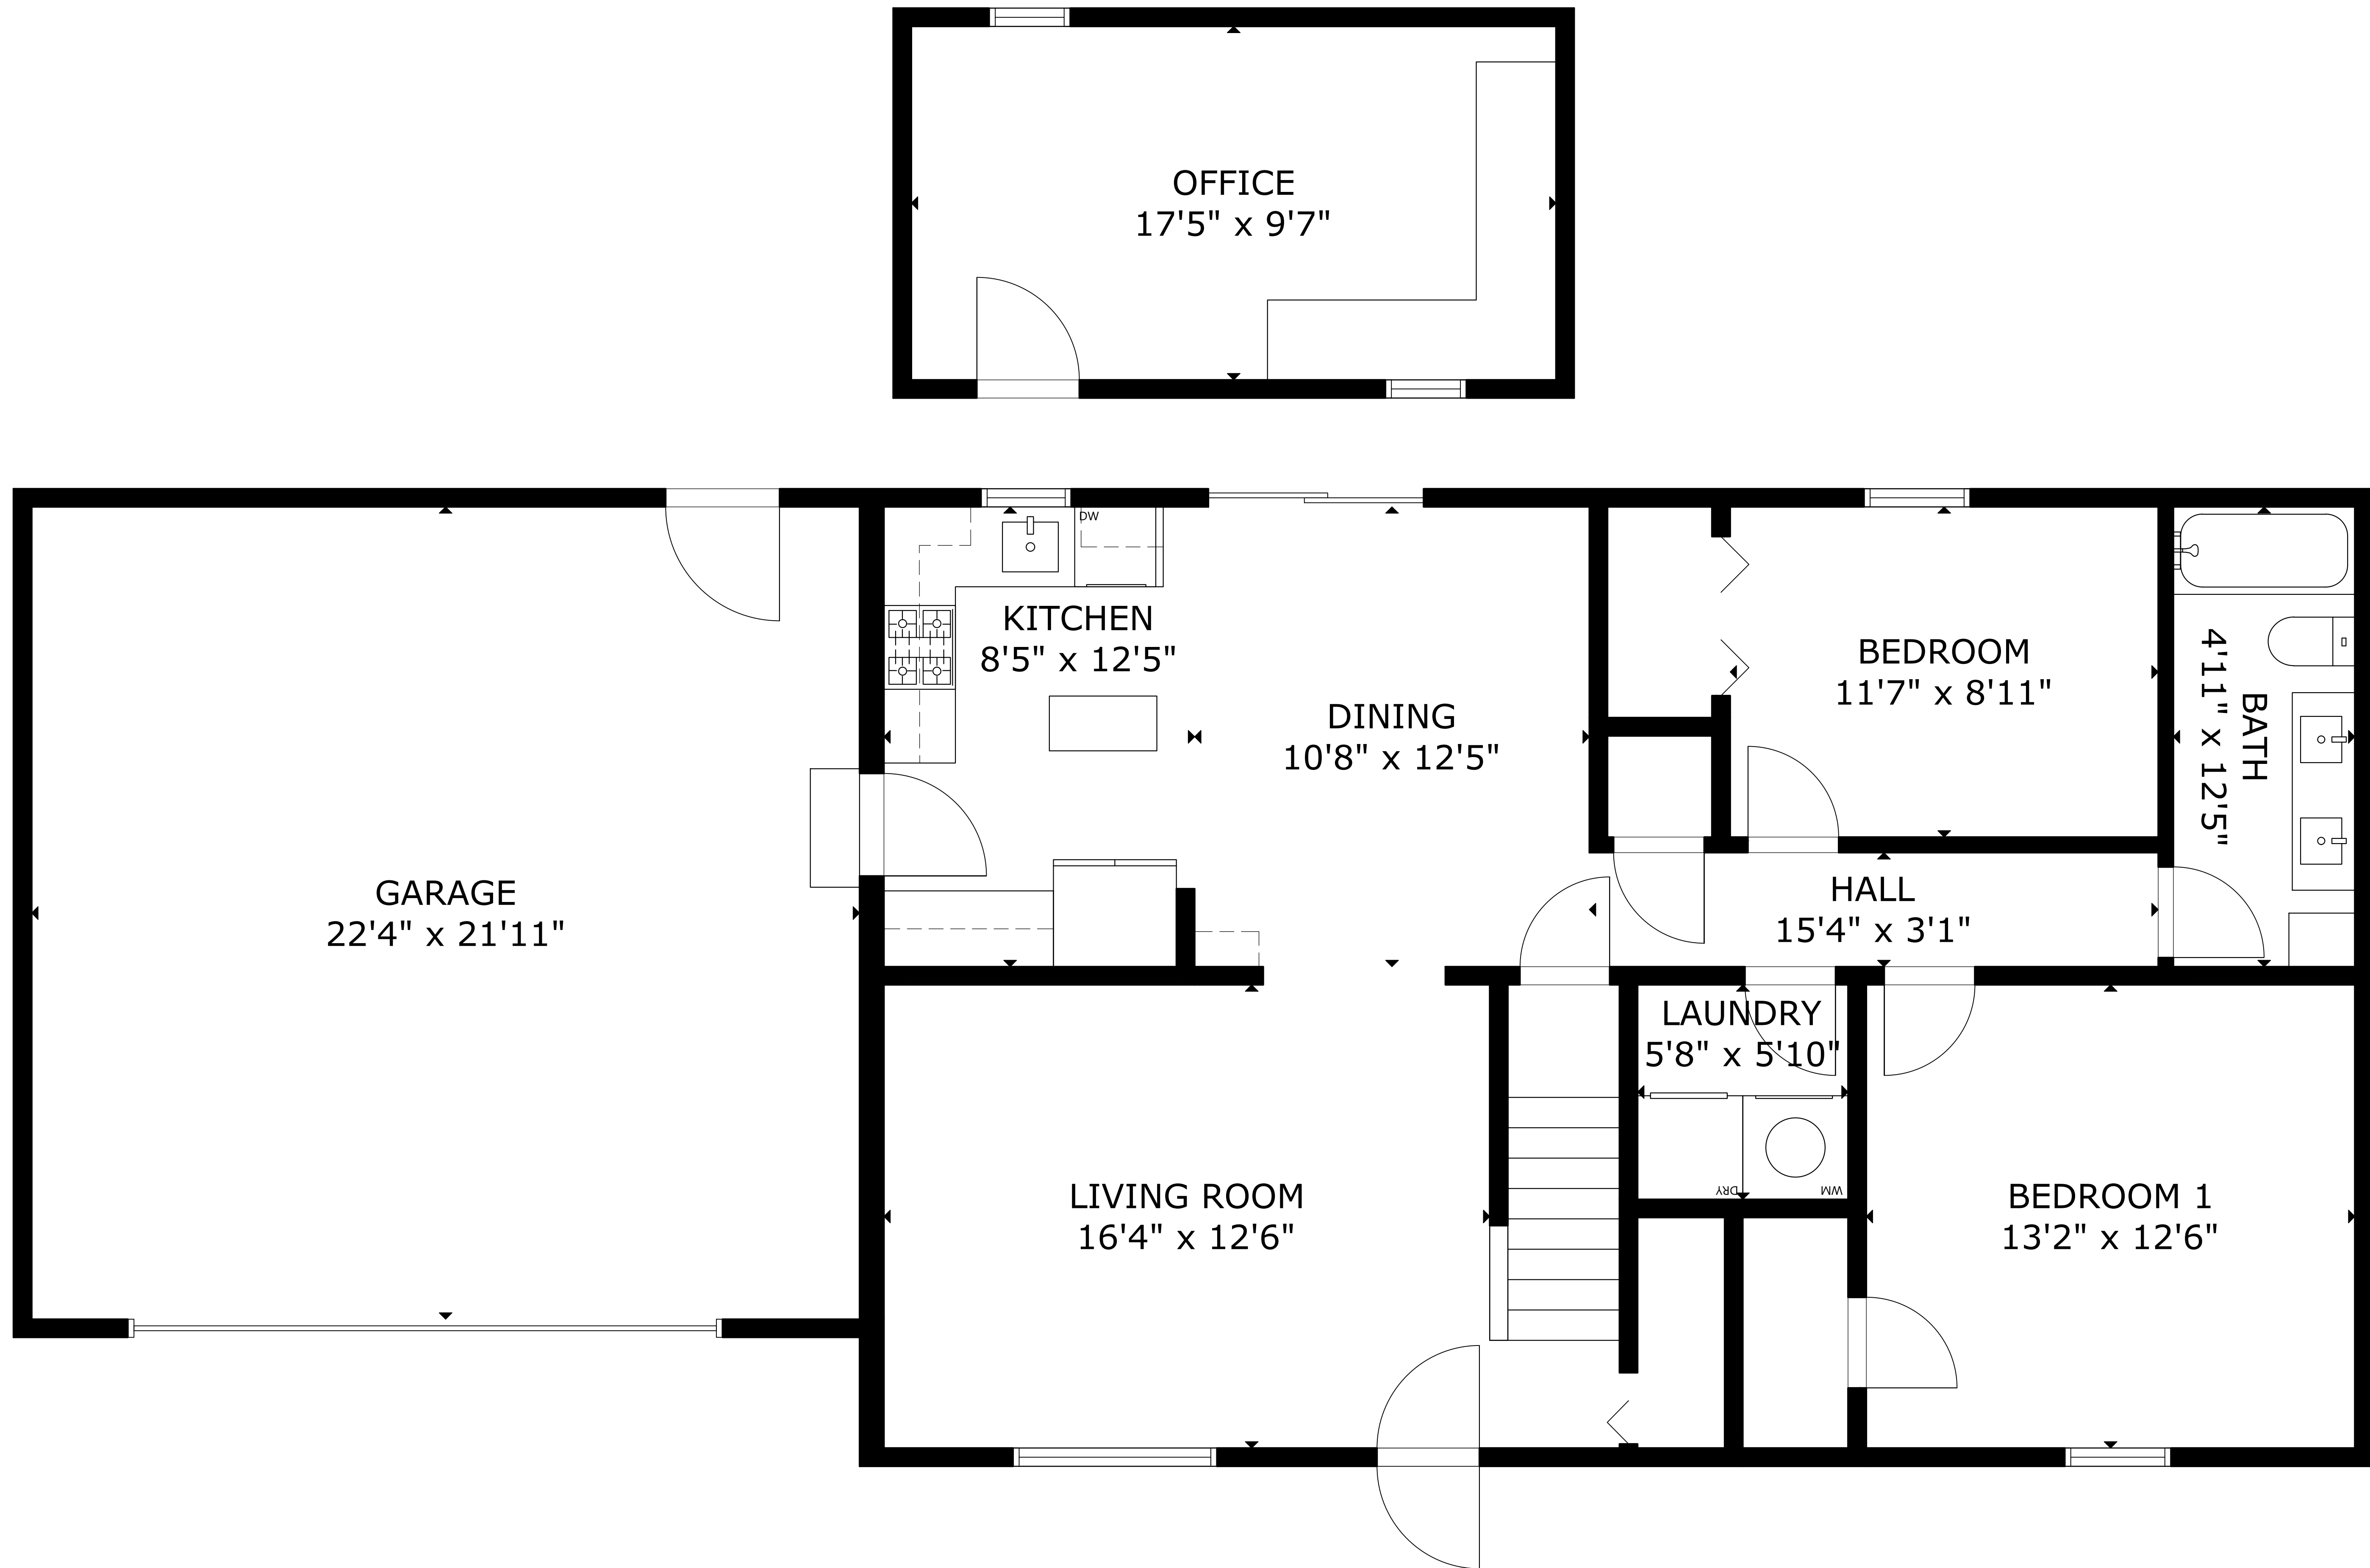 OFFICE
17'5" x 9'7"
DW
KITCHEN
8'5" x 12'5"
DINING
10'8" x 12'5"
BEDROOM
11'7" x 8'11"
BATH
4'11" x 12'5"
GARAGE
22'4" x 21'11"
HALL
15'4" x 3'1"
LAUNDRY
5'8" x 5'10"
DRY
WM
LIVING ROOM
16'4" x 12'6"
BEDROOM 1
13'2" x 12'6"